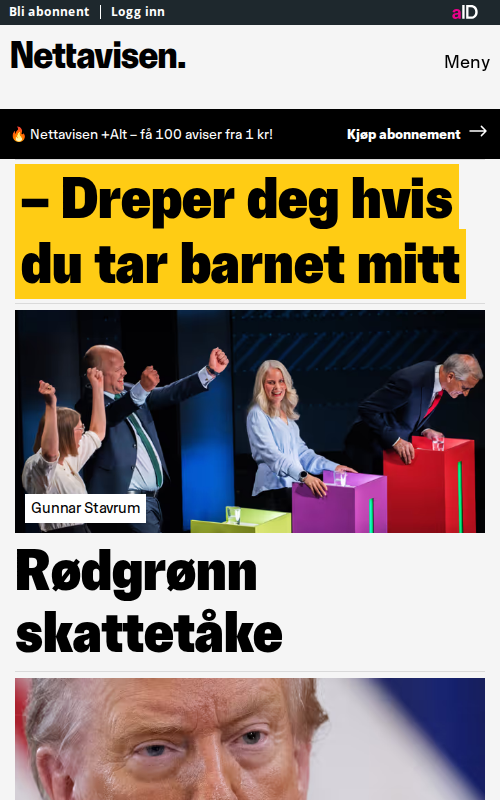 Bli abonnent | Logg inn
aID
Nettavisen.
Meny
🔥 Nettavisen +Alt – få 100 aviser fra 1 kr!
Kjøp abonnement →
– Dreper deg hvis
du tar barnet mitt
Gunnar Stavrum
Rødgrønn
skattetåke